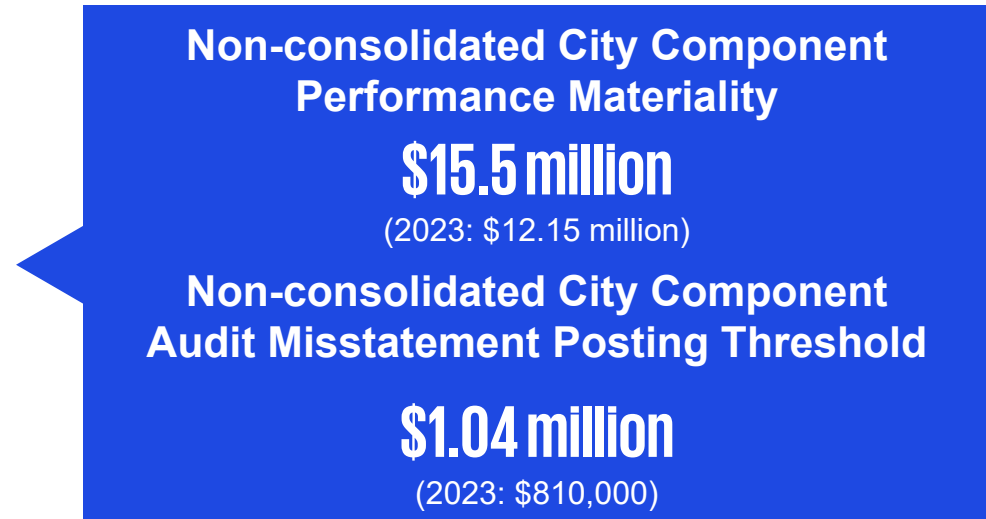 Non-consolidated City Component
Performance Materiality
$15.5 million
(2023: $12.15 million)
Non-consolidated City Component
Audit Misstatement Posting Threshold
$1.04 million
(2023: $810,000)